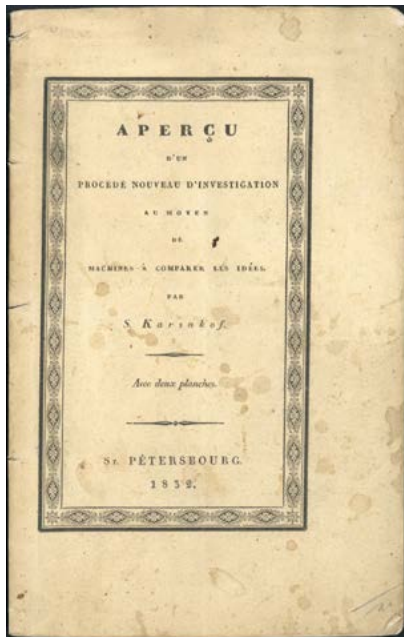 APERÇU
D'UN
PROCÉDÉ NOUVEAU D'INVESTIGATION
AU MOYEN
DE
MACHINES À COMPARER LES IDÉES.
PAR
S. Karsakof.
Avec deux planches.
St. PÉTERSBOURG.
1832.